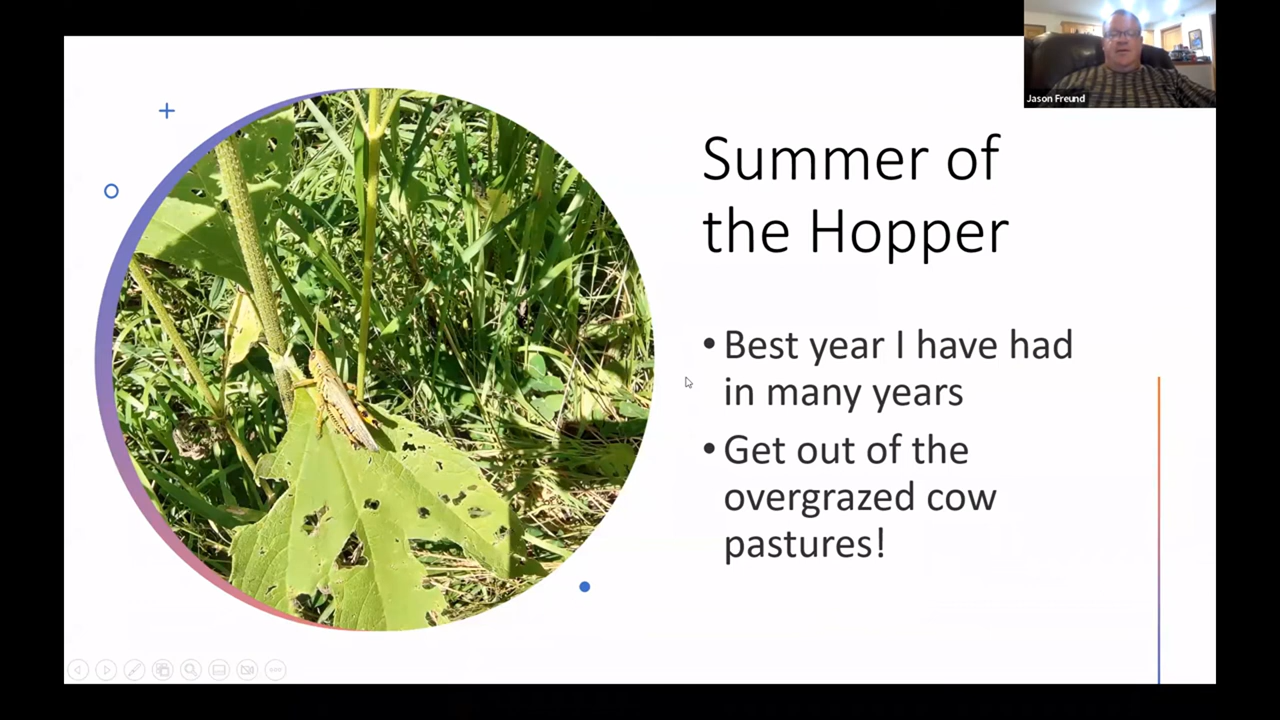 Jason Freund
Summer of
the Hopper
• Best year I have had
in many years
• Get out of the
overgrazed cow
pastures!